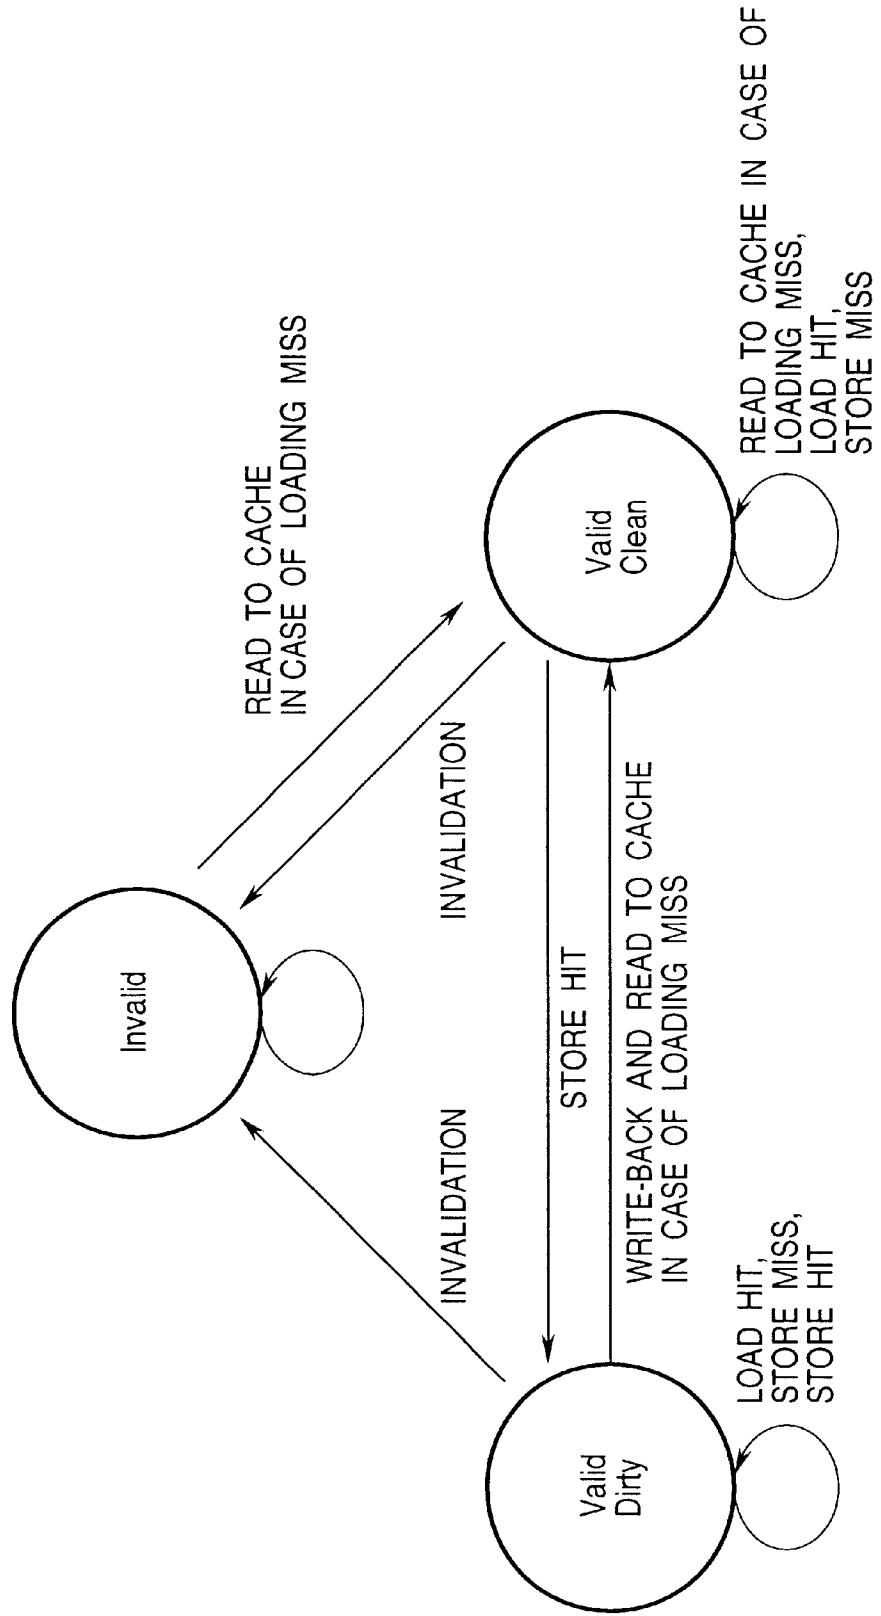 Invalid
READ TO CACHE
IN CASE OF LOADING MISS
INVALIDATION
INVALIDATION
STORE HIT
WRITE-BACK AND READ TO CACHE
IN CASE OF LOADING MISS
Valid
Dirty
Valid
Clean
LOAD HIT,
STORE MISS,
STORE HIT
READ TO CACHE IN CASE OF
LOADING MISS,
LOAD HIT,
STORE MISS